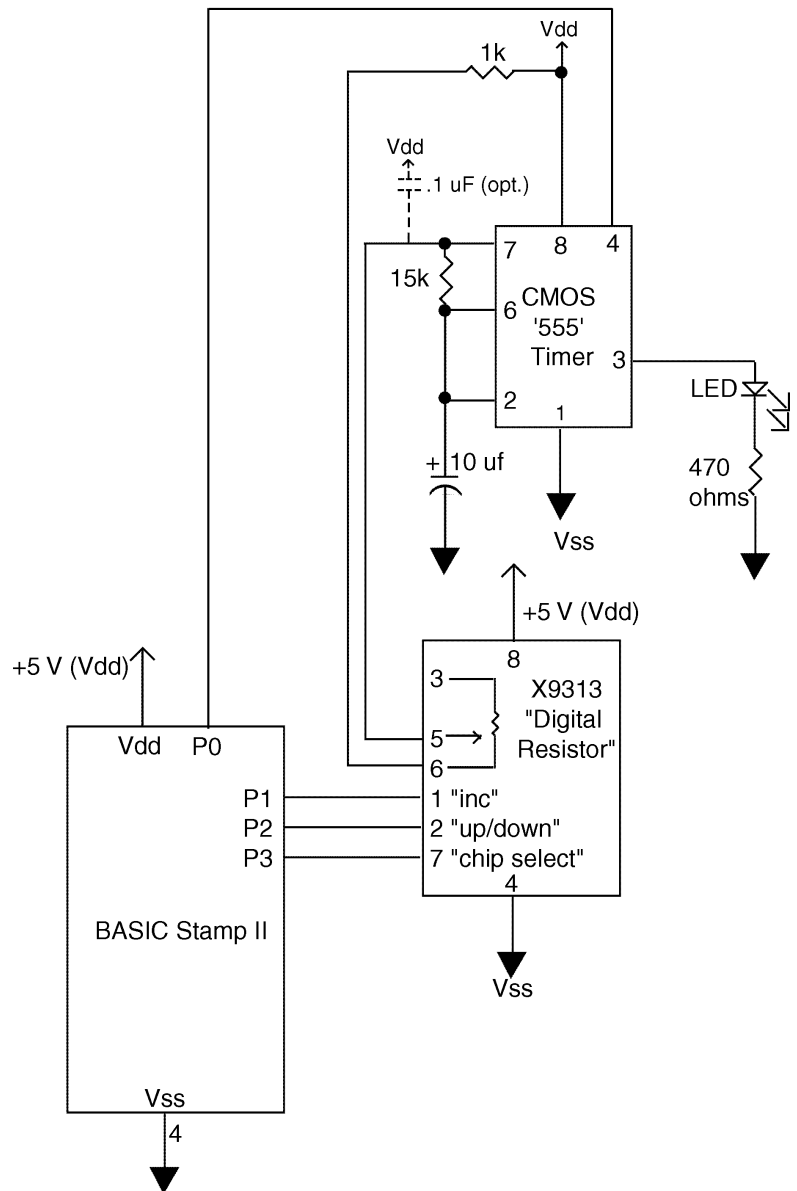 Vdd
1k
Vdd
.1 uF (opt.)
7
8
4
15k
CMOS
6
'555'
Timer
3
2
LED
1
470
ohms
+ 10 uf
Vss
+5 V (Vdd)
8
3
X9313
"Digital
Resistor"
5
6
1 "inc"
2 "up/down"
7 "chip select"
4
Vss
+5 V (Vdd)
Vdd
P0
P1
P2
P3
BASIC Stamp II
Vss
4